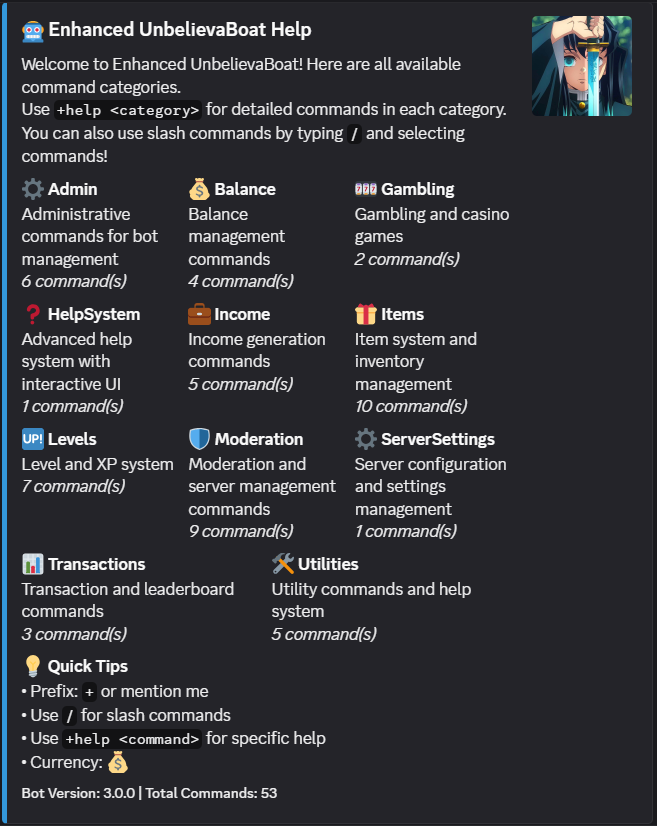 Enhanced UnbelievaBoat Help
Welcome to Enhanced UnbelievaBoat! Here are all available
command categories.
Use +help <category> for detailed commands in each category.
You can also use slash commands by typing / and selecting
commands!
Admin
Administrative
commands for bot
management
6 command(s)
Balance
Balance
management
commands
4 command(s)
777 Gambling
Gambling and casino
games
2 command(s)
HelpSystem
Advanced help
system with
interactive UI
1 command(s)
Income
Income generation
commands
5 command(s)
Items
Item system and
inventory
management
10 command(s)
UP! Levels
Level and XP system
7 command(s)
Moderation
Moderation and
server management
commands
9 command(s)
ServerSettings
Server configuration
and settings
management
1 command(s)
Transactions
Transaction and leaderboard
commands
3 command(s)
Utilities
Utility commands and help
system
5 command(s)
Quick Tips
• Prefix: + or mention me
• Use / for slash commands
• Use +help <command> for specific help
• Currency: 💰
Bot Version: 3.0.0 | Total Commands: 53